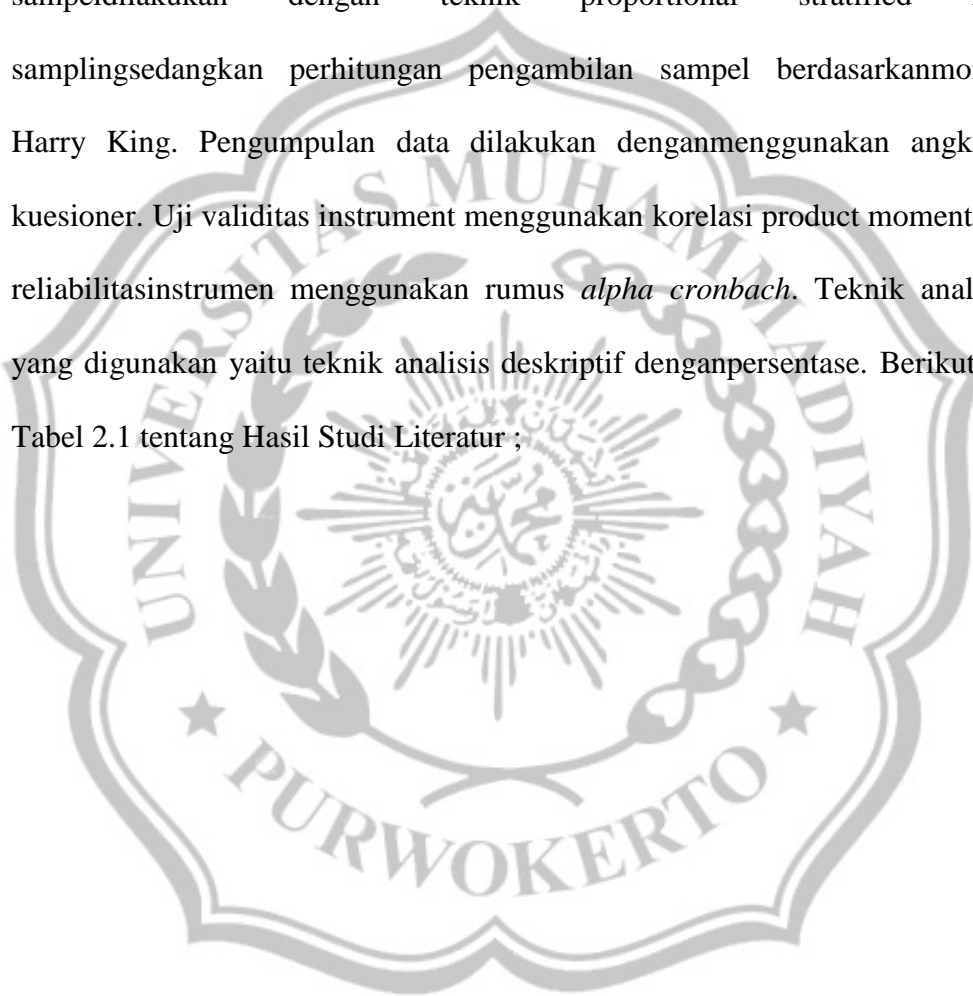 sampeldilakukan dengan teknik proportional stratified
samplingsedangkan perhitungan pengambilan sampel berdasarkanmo
Harry King. Pengumpulan data dilakukan denganmenggunakan angk
kuesioner. Uji validitas instrument menggunakan korelasi product moment
reliabilitasinstrumen menggunakan rumus alpha cronbach. Teknik anal
yang digunakan yaitu teknik analisis deskriptif denganpersentase. Berikut
Tabel 2.1 tentang Hasil Studi Literatur ;
UNIVERSITAS MUHAMMADIYAH
PURWOKERTO